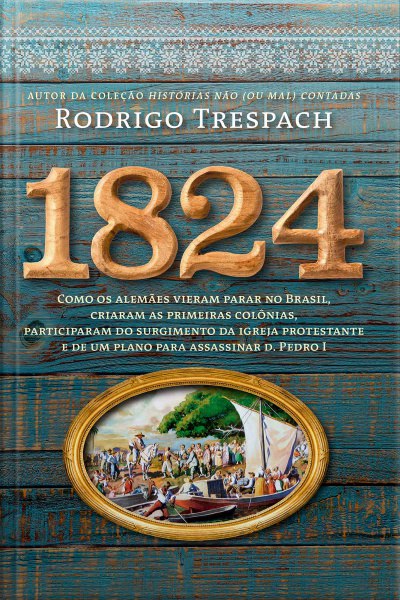 AUTOR DA COLEÇÃO HISTÓRIAS NÃO (OU MAL) CONTADAS
RODRIGO TRESPACH
1824
COMO OS ALEMÃES VIERAM PARAR NO BRASIL,
CRIARAM AS PRIMEIRAS COLÔNIAS,
PARTICIPARAM DO SURGIMENTO DA IGREJA PROTESTANTE
E DE UM PLANO PARA ASSASSINAR D. PEDRO I